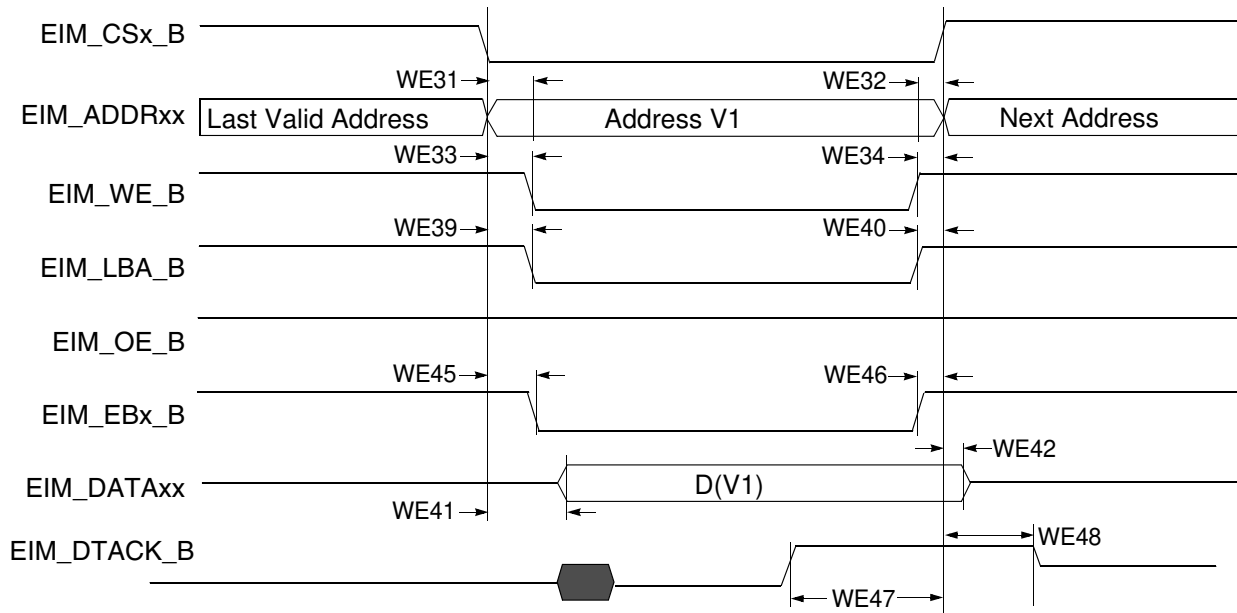 EIM_CSx_B
WE31
WE32
EIM_ADDRxx
Last Valid Address
Address V1
Next Address
WE33
WE34
EIM_WE_B
WE39
WE40
EIM_LBA_B
EIM_OE_B
WE45
WE46
EIM_EBx_B
WE42
EIM_DATAxx
D(V1)
WE41
EIM_DTACK_B
WE48
WE47